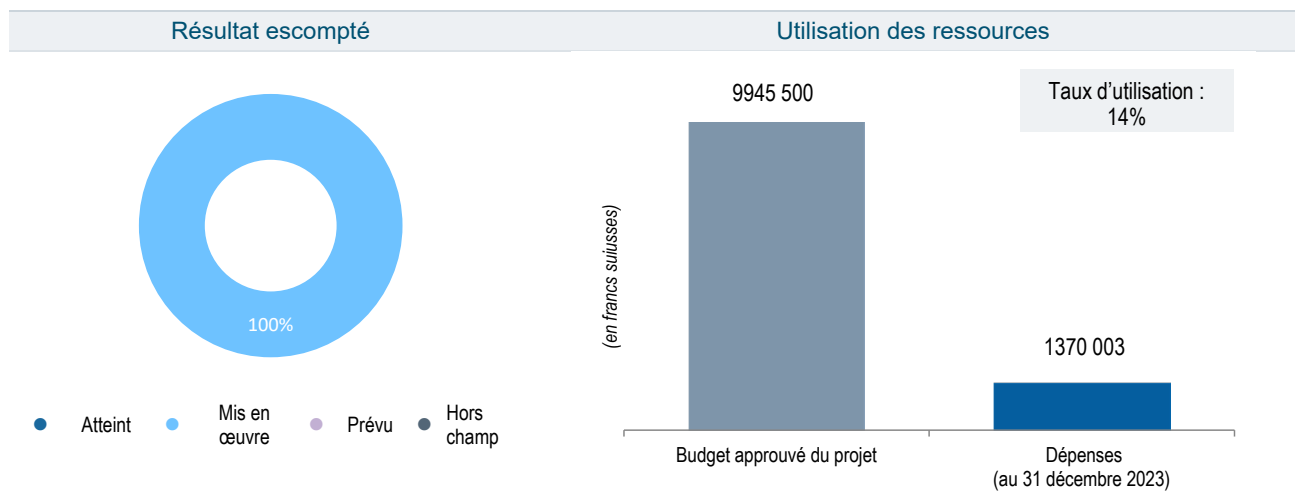 Résultat escompté
100%
Atteint
Mis en
œuvre
Prévu
Hors
champ
Utilisation des ressources
Taux d’utilisation :
14%
(en francs suiusses)
9945 500
1370 003
Budget approuvé du projet
Dépenses
(au 31 décembre 2023)